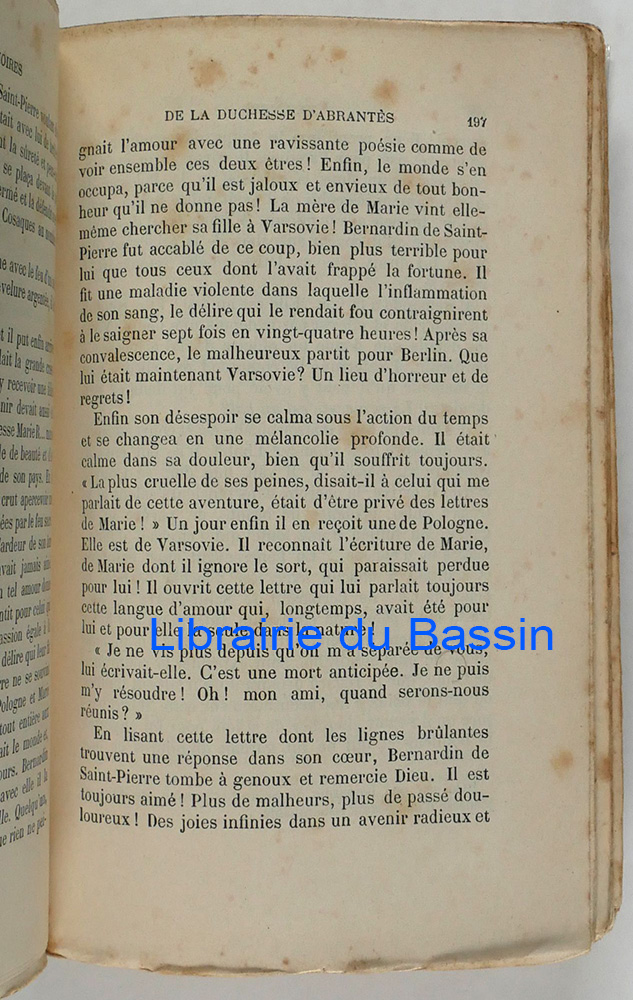 OIRES
Saint-Pierre
DE LA DUCHESSE D'ABRANTÈS
197
gnait l'amour avec une ravissante poésie comme de
voir ensemble ces deux êtres! Enfin, le monde s'en
occupa, parce qu'il est jaloux et envieux de tout bon-
heur qu'il ne donne pas! La mère de Marie vint elle-
même chercher sa fille à Varsovie! Bernardin de Saint-
Pierre fut accablé de ce coup, bien plus terrible pour
lui que tous ceux dont l'avait frappé la fortune. Il
fit une maladie violente dans laquelle l'inflammation
de son sang, le délire qui le rendait fou contraignirent
à le saigner sept fois en vingt-quatre heures! Après sa
convalescence, le malheureux partit pour Berlin. Que
lui était maintenant Varsovie? Un lieu d'horreur et de
regrets!
Enfin son désespoir se calma sous l'action du temps
et se changea en une mélancolie profonde. Il était
calme dans sa douleur, bien qu'il souffrît toujours.
« La plus cruelle de ses peines, disait-il à celui qui me
parlait de cette aventure, était d'être privé des lettres
de Marie! » Un jour enfin il en reçoit une de Pologne.
Elle est de Varsovie. Il reconnaît l'écriture de Marie,
de Marie dont il ignore le sort, qui paraissait perdue
pour lui! Il ouvrit cette lettre qui lui parlait toujours
cette langue d'amour qui, longtemps, avait été pour
lui et pour elle la seule dans la nature!
Librairie du Bassin
« Je ne vis plus depuis qu'on m'a séparée de vous,
lui écrivait-elle. C'est une mort anticipée. Je ne puis
m'y résoudre! Oh! mon ami, quand serons-nous
réunis? »
En lisant cette lettre dont les lignes brûlantes
trouvent une réponse dans son cœur, Bernardin de
Saint-Pierre tombe à genoux et remercie Dieu. Il est
toujours aimé! Plus de malheurs, plus de passé dou-
loureux! Des joies infinies dans un avenir radieux et